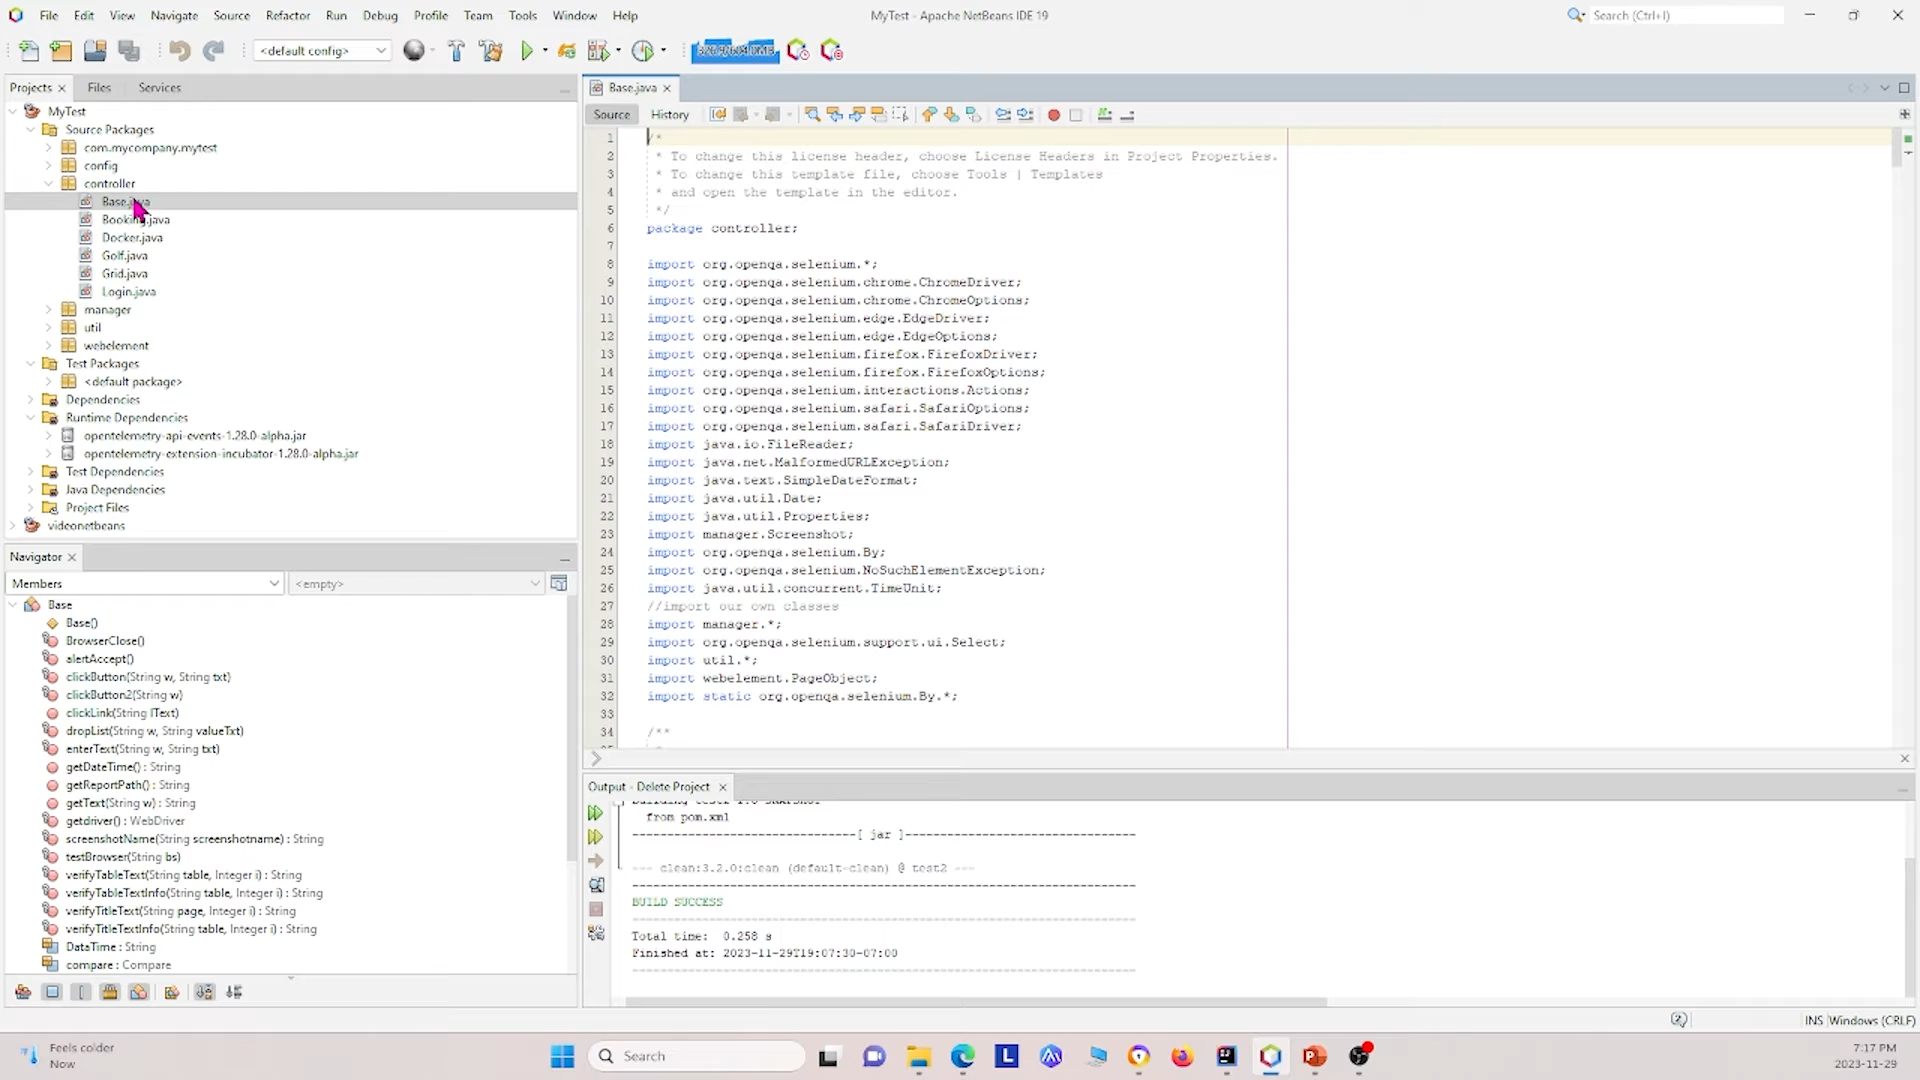 File Edit View Navigate Source Refactor Run Debug Profile Team Tools Window Help
MyTest - Apache NetBeans IDE 19
Search (Ctrl+I)
<default config>
326.9/604.0MB
Projects
Files
Services
MyTest
Source Packages
com.mycompany.mytest
config
controller
Base.java
Booking.java
Docker.java
Golf.java
Grid.java
Login.java
manager
util
webelement
Test Packages
<default package>
Dependencies
Runtime Dependencies
opentelemetry-api-events-1.28.0-alpha.jar
opentelemetry-extension-incubator-1.28.0-alpha.jar
Test Dependencies
Java Dependencies
Project Files
videonetbeans
Navigator
Members
<empty>
Base
Base()
BrowserClose()
alertAccept()
clickButton(String w, String txt)
clickButton2(String w)
clickLink(String lText)
dropList(String w, String valueTxt)
enterText(String w, String txt)
getDateTime() : String
getReportPath() : String
getText(String w) : String
getdriver() : WebDriver
screenshotName(String screenshotname) : String
testBrowser(String bs)
verifyTableText(String table, Integer i) : String
verifyTableTextInfo(String table, Integer i) : String
verifyTitleText(String page, Integer i) : String
verifyTitleTextInfo(String table, Integer i) : String
DataTime : String
compare : Compare
Base.java
Source
History
1 /*
2 * To change this license header, choose License Headers in Project Properties.
3 * To change this template file, choose Tools | Templates
4 * and open the template in the editor.
5 */
6 package controller;
7
8 import org.openqa.selenium.*;
9 import org.openqa.selenium.chrome.ChromeDriver;
10 import org.openqa.selenium.chrome.ChromeOptions;
11 import org.openqa.selenium.edge.EdgeDriver;
12 import org.openqa.selenium.edge.EdgeOptions;
13 import org.openqa.selenium.firefox.FirefoxDriver;
14 import org.openqa.selenium.firefox.FirefoxOptions;
15 import org.openqa.selenium.interactions.Actions;
16 import org.openqa.selenium.safari.SafariOptions;
17 import org.openqa.selenium.safari.SafariDriver;
18 import java.io.FileReader;
19 import java.net.MalformedURLException;
20 import java.text.SimpleDateFormat;
21 import java.util.Date;
22 import java.util.Properties;
23 import manager.Screenshot;
24 import org.openqa.selenium.By;
25 import org.openqa.selenium.NoSuchElementException;
26 import java.util.concurrent.TimeUnit;
27 //import our own classes
28 import manager.*;
29 import org.openqa.selenium.support.ui.Select;
30 import util.*;
31 import webelement.PageObject;
32 import static org.openqa.selenium.By.*;
33
34 /**
Output - Delete Project
from pom.xml
--------------------------------[ jar ]---------------------------------
--- clean:3.2.0:clean (default-clean) @ test2 ---
------------------------------------------------------------------------
BUILD SUCCESS
------------------------------------------------------------------------
Total time: 0.258 s
Finished at: 2023-11-29T19:07:30-07:00
------------------------------------------------------------------------
INS Windows (CRLF)
Feels colder
Now
Search
7:17 PM
2023-11-29